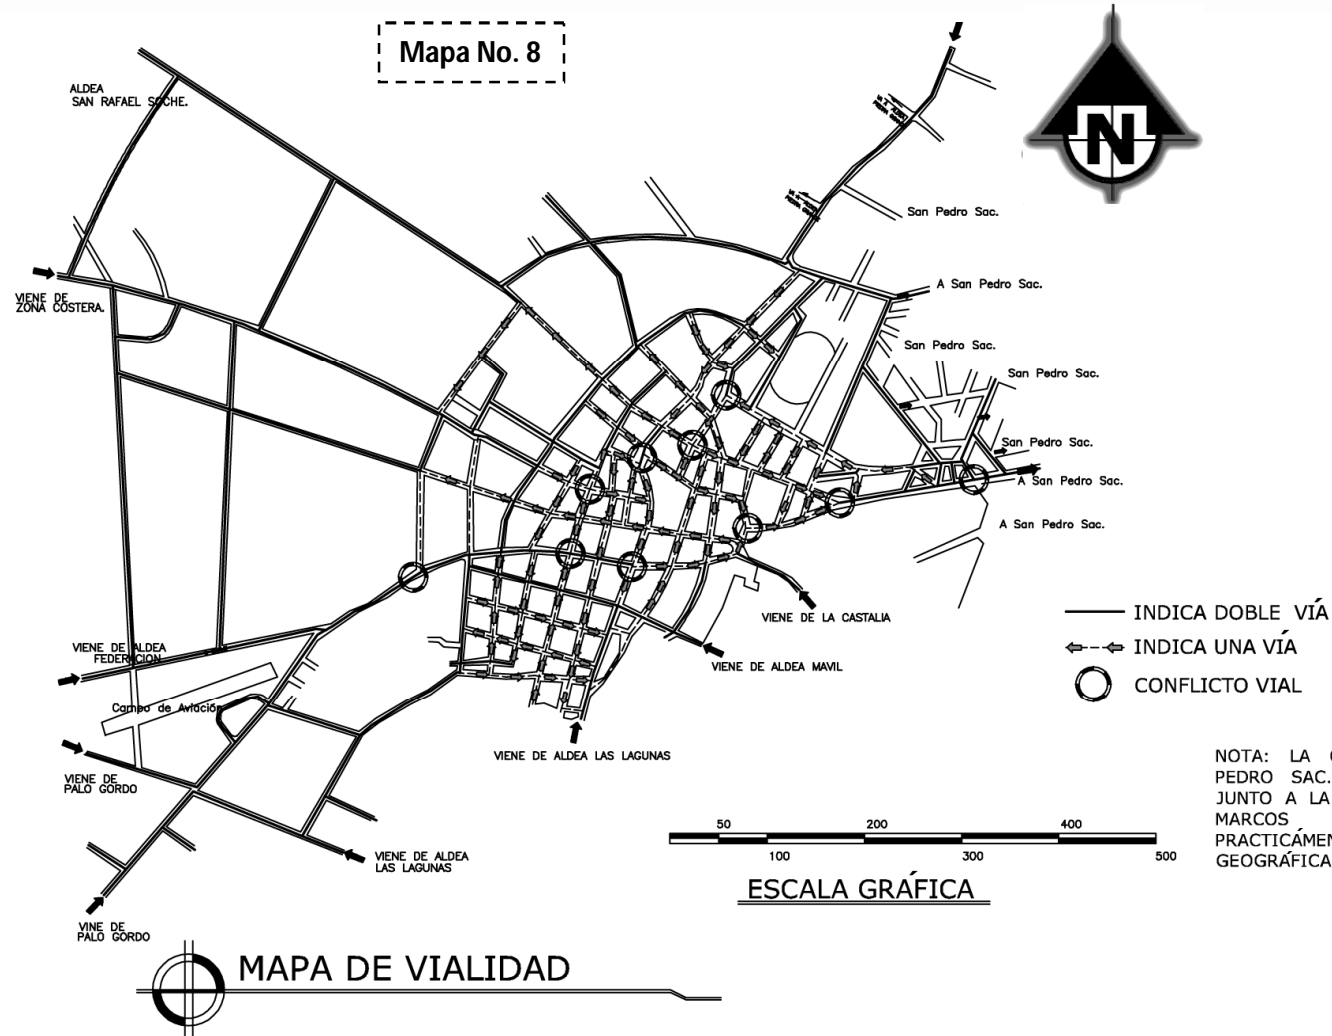 Mapa No. 8
N
ALDEA
SAN RAFAEL SOCHE.
San Pedro Sac.
A San Pedro Sac.
VIENE DE
ZONA COSTERA.
San Pedro Sac.
San Pedro Sac.
San Pedro Sac.
A San Pedro Sac.
A San Pedro Sac.
VIENE DE LA CASTALIA
INDICA DOBLE VÍA
INDICA UNA VÍA
CONFLICTO VIAL
VIENE DE ALDEA
FEDERACION
VIENE DE ALDEA MAVIL
Campo de Aviación
VIENE DE ALDEA LAS LAGUNAS
VIENE DE
PALO GORDO
NOTA: LA
PEDRO SAC.
JUNTO A LA
MARCOS
PRACTICÁMEN
GEOGRÁFICA
50 200 400
100 300 500
ESCALA GRÁFICA
VIENE DE ALDEA
LAS LAGUNAS
VINE DE
PALO GORDO
MAPA DE VIALIDAD